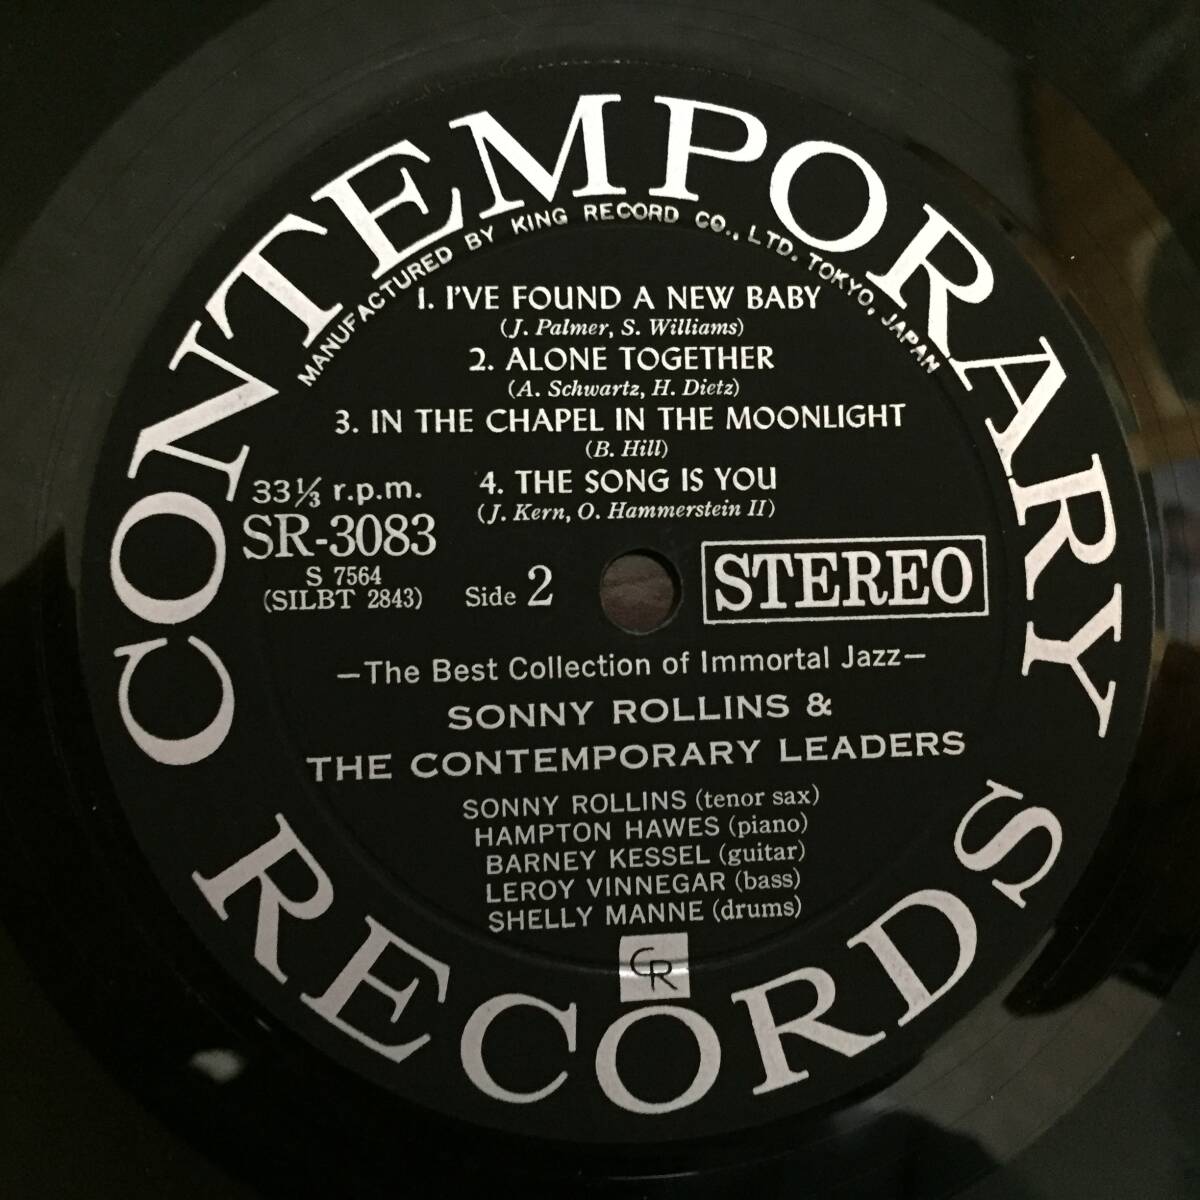 CONTEMPORARY
MANUFACTURED BY KING RECORD CO., LTD. TOKYO, JAPAN
1. I'VE FOUND A NEW BABY
(J. Palmer, S. Williams)
2. ALONE TOGETHER
(A. Schwartz, H. Dietz)
3. IN THE CHAPEL IN THE MOONLIGHT
(B. Hill)
4. THE SONG IS YOU
(J. Kern, O. Hammerstein II)
33⅓ r.p.m.
SR-3083
S 7564
(SILBT 2843)
Side 2
STEREO
—The Best Collection of Immortal Jazz—
SONNY ROLLINS &
THE CONTEMPORARY LEADERS
SONNY ROLLINS (tenor sax)
HAMPTON HAWES (piano)
BARNEY KESSEL (guitar)
LEROY VINNEGAR (bass)
SHELLY MANNE (drums)
CR
RECORDS